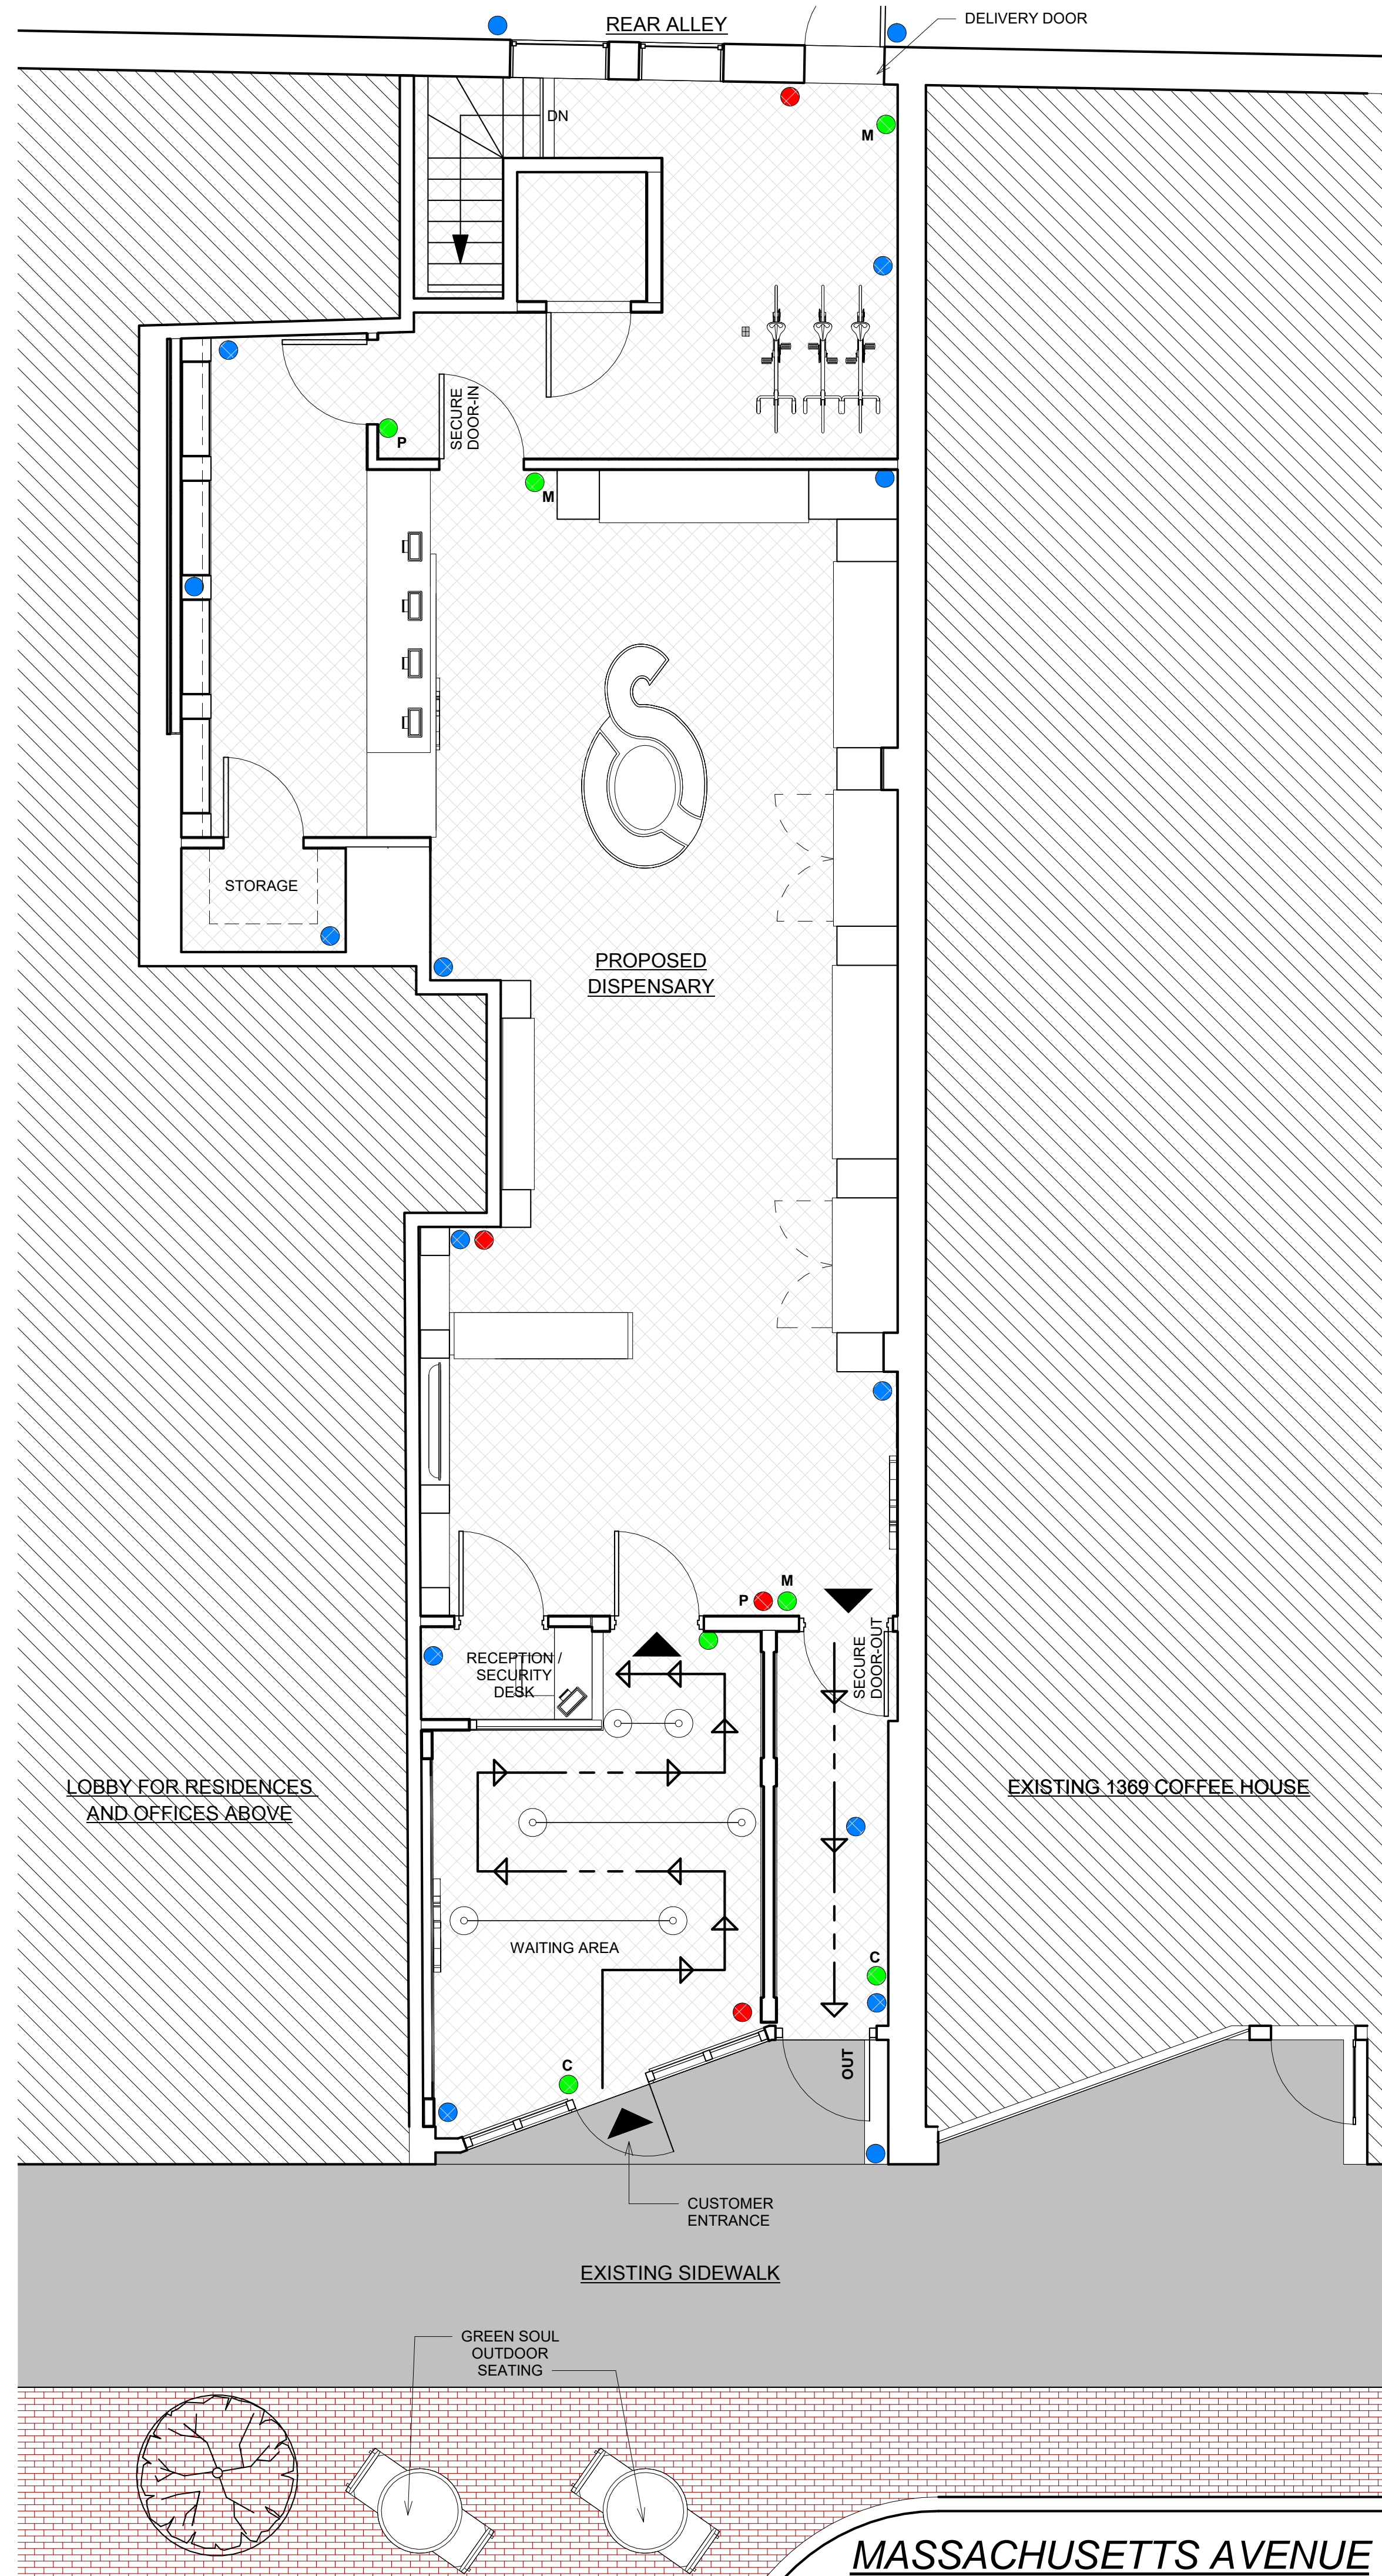 REAR ALLEY
DELIVERY DOOR
DN
M
SECURE
DOOR-IN
P
M
STORAGE
PROPOSED
DISPENSARY
P
M
RECEPTION /
SECURITY
DESK
SECURE
DOOR-OUT
LOBBY FOR RESIDENCES
AND OFFICES ABOVE
EXISTING 1369 COFFEE HOUSE
WAITING AREA
C
C
OUT
CUSTOMER
ENTRANCE
EXISTING SIDEWALK
GREEN SOUL
OUTDOOR
SEATING
MASSACHUSETTS AVENUE